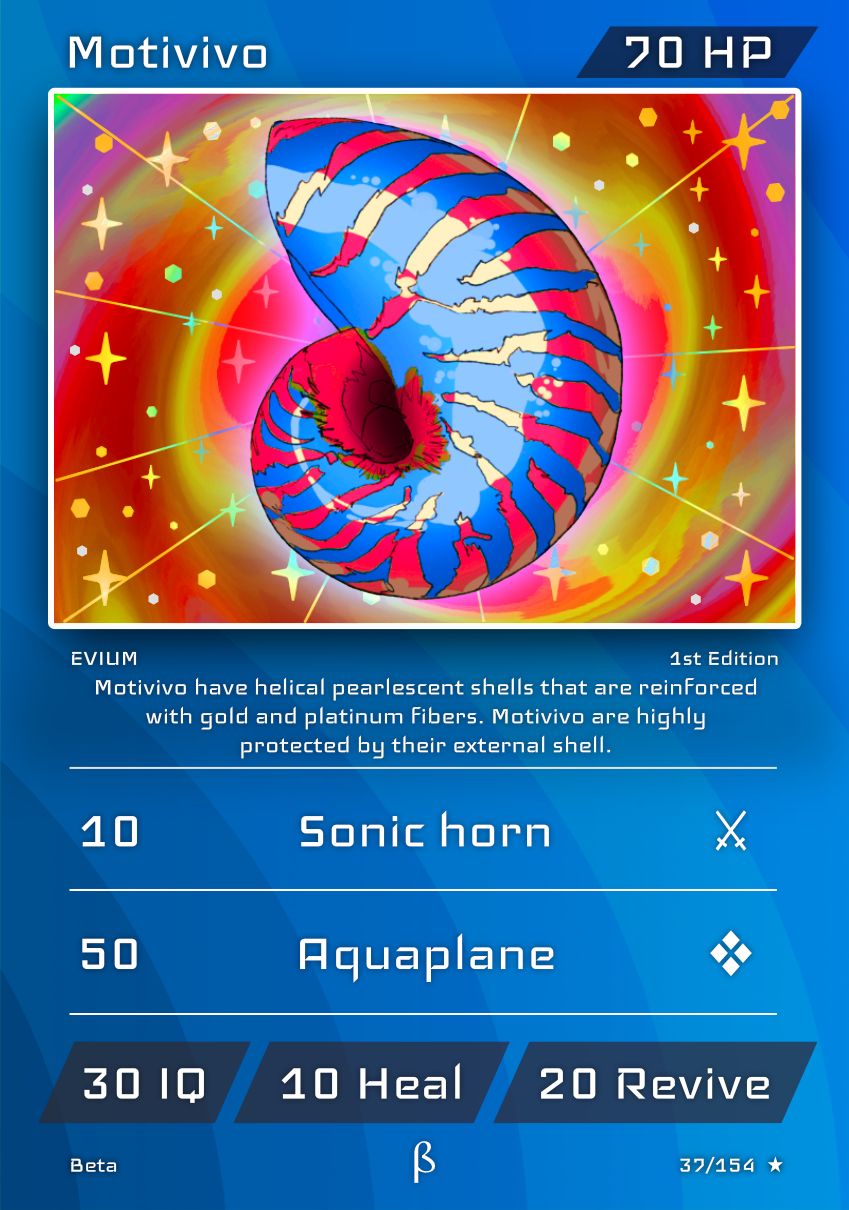 Motivivo
70 HP
EVIUM
1st Edition
Motivivo have helical pearlescent shells that are reinforced
with gold and platinum fibers. Motivivo are highly
protected by their external shell.
10 Sonic horn
50 Aquaplane
30 IQ
10 Heal
20 Revive
Beta
β
37/154 ★